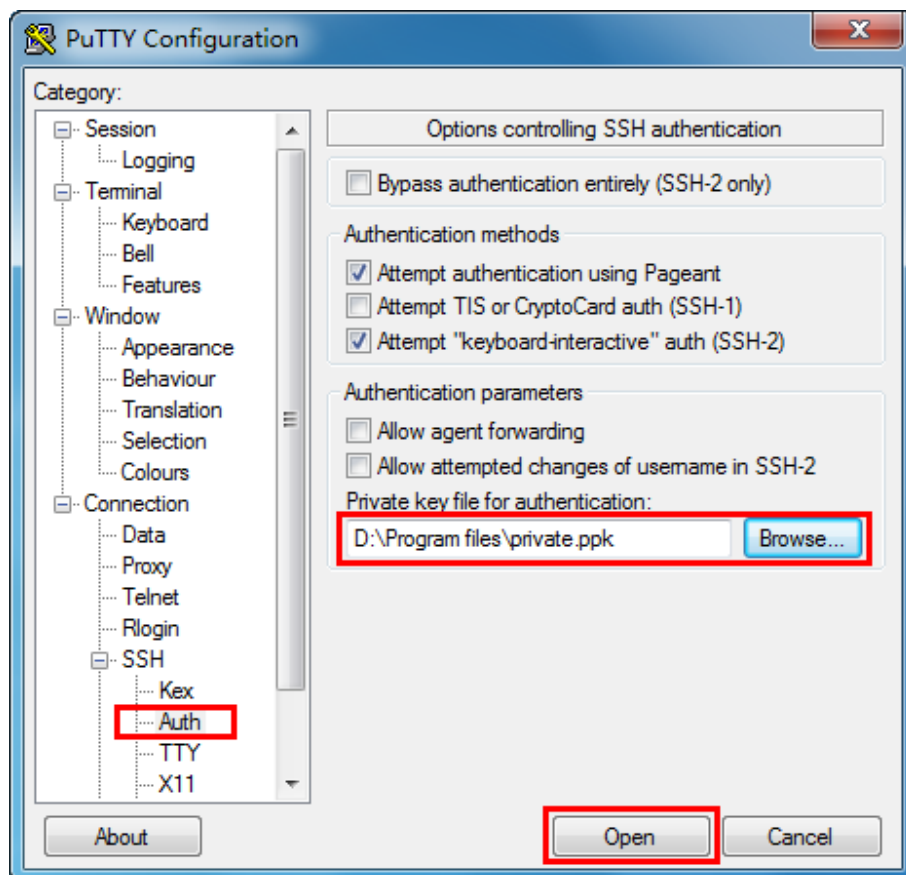 PuTTY Configuration
Category:
Session
Logging
Terminal
Keyboard
Bell
Features
Window
Appearance
Behaviour
Translation
Selection
Colours
Connection
Data
Proxy
Telnet
Rlogin
SSH
Kex
Auth
TTY
X11
Options controlling SSH authentication
Bypass authentication entirely (SSH-2 only)
Authentication methods
Attempt authentication using Pageant
Attempt TIS or CryptoCard auth (SSH-1)
Attempt "keyboard-interactive" auth (SSH-2)
Authentication parameters
Allow agent forwarding
Allow attempted changes of username in SSH-2
Private key file for authentication:
D:\Program files\private.ppk
Browse...
About
Open
Cancel